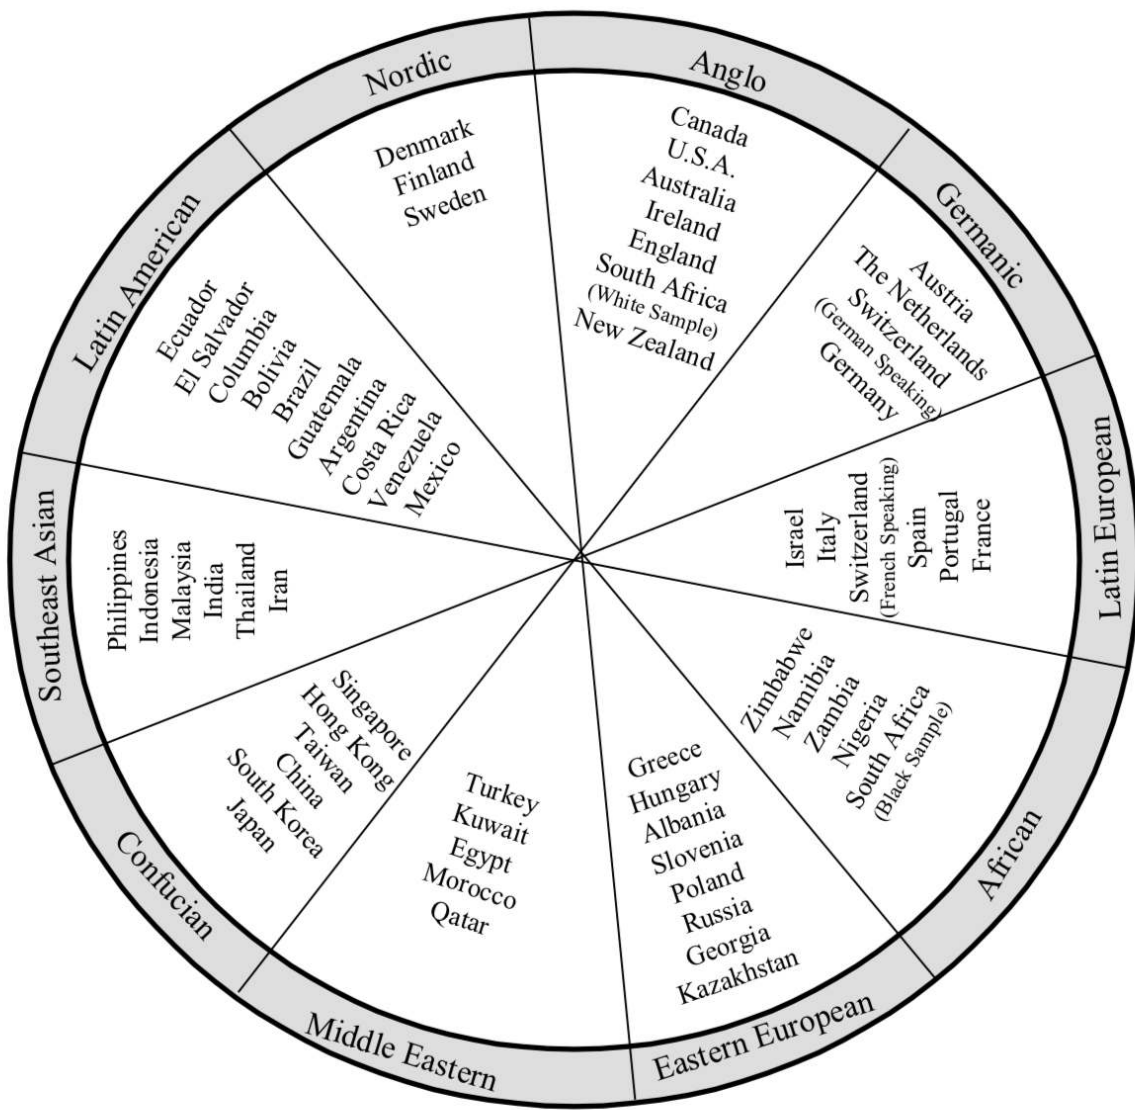 Nordic
Denmark
Finland
Sweden
Anglo
Canada
U.S.A.
Australia
Ireland
England
South Africa
(White Sample)
New Zealand
Germanic
Austria
The Netherlands
Switzerland
(German Speaking)
Germany
Latin European
Israel
Italy
Switzerland
(French Speaking)
Spain
Portugal
France
African
Zimbabwe
Namibia
Zambia
Nigeria
South Africa
(Black Sample)
Eastern European
Greece
Hungary
Albania
Slovenia
Poland
Russia
Georgia
Kazakhstan
Middle Eastern
Turkey
Kuwait
Egypt
Morocco
Qatar
Confucian
Singapore
Hong Kong
Taiwan
China
South Korea
Japan
Southeast Asian
Philippines
Indonesia
Malaysia
India
Thailand
Iran
Latin American
Ecuador
El Salvador
Columbia
Bolivia
Brazil
Guatemala
Argentina
Costa Rica
Venezuela
Mexico